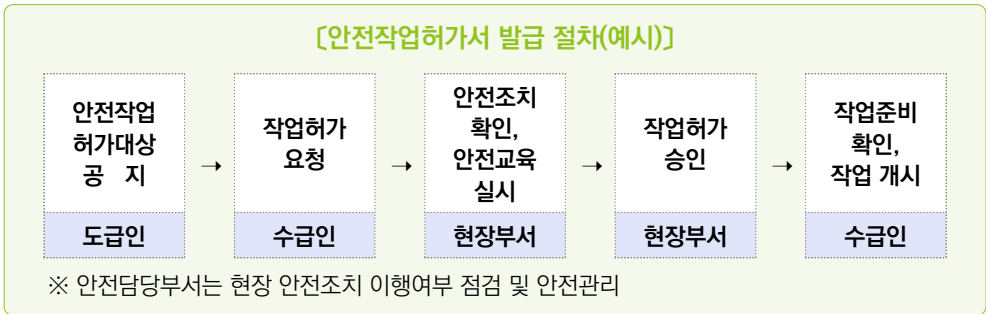 〔안전작업허가서 발급 절차(예시)〕
안전작업
허가대상
공 지
도급인
→
작업허가
요청
수급인
→
안전조치
확인,
안전교육
실시
현장부서
→
작업허가
승인
현장부서
→
작업준비
확인,
작업 개시
수급인
※ 안전담당부서는 현장 안전조치 이행여부 점검 및 안전관리